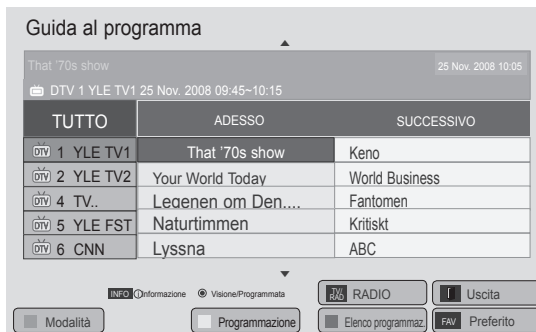 Guida al programma
That '70s show 25 Nov. 2008 10:05
DTV 1 YLE TV1 25 Nov. 2008 09:45~10:15
TUTTO ADESSO SUCCESSIVO
DTV 1 YLE TV1 That '70s show Keno
DTV 2 YLE TV2 Your World Today World Business
DTV 4 TV.. Legenen om Den.... Fantomen
DTV 5 YLE FST Naturtimmen Kritiskt
DTV 6 CNN Lyssna ABC
INFO ⓘ Informazione Visione/Programmata TV/RAD RADIO Uscita
Modalità Programmazione Elenco programmaz. FAV Preferito